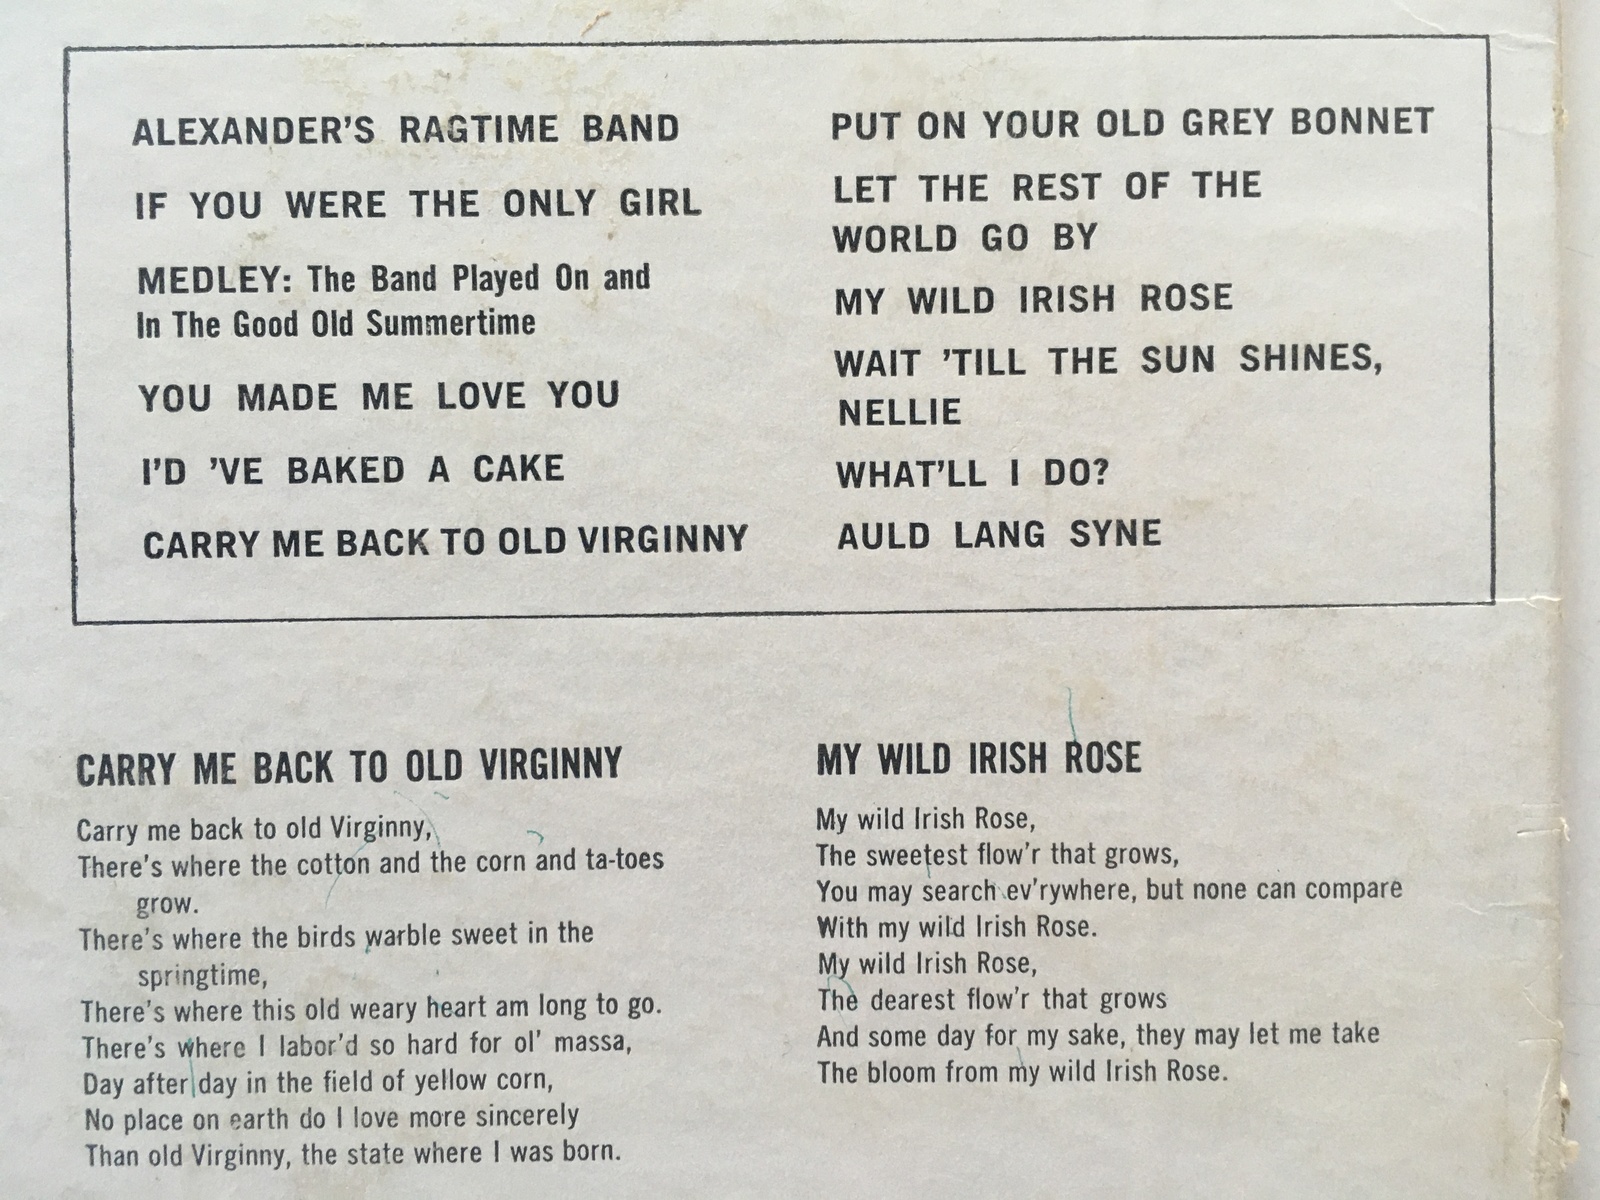 ALEXANDER'S RAGTIME BAND
IF YOU WERE THE ONLY GIRL
MEDLEY: The Band Played On and
In The Good Old Summertime
YOU MADE ME LOVE YOU
I'D 'VE BAKED A CAKE
CARRY ME BACK TO OLD VIRGINNY
PUT ON YOUR OLD GREY BONNET
LET THE REST OF THE
WORLD GO BY
MY WILD IRISH ROSE
WAIT 'TILL THE SUN SHINES,
NELLIE
WHAT'LL I DO?
AULD LANG SYNE
CARRY ME BACK TO OLD VIRGINNY
Carry me back to old Virginny,
There's where the cotton and the corn and ta-toes
grow.
There's where the birds warble sweet in the
springtime,
There's where this old weary heart am long to go.
There's where I labor'd so hard for ol' massa,
Day after day in the field of yellow corn,
No place on earth do I love more sincerely
Than old Virginny, the state where I was born.
MY WILD IRISH ROSE
My wild Irish Rose,
The sweetest flow'r that grows,
You may search ev'rywhere, but none can compare
With my wild Irish Rose.
My wild Irish Rose,
The dearest flow'r that grows
And some day for my sake, they may let me take
The bloom from my wild Irish Rose.